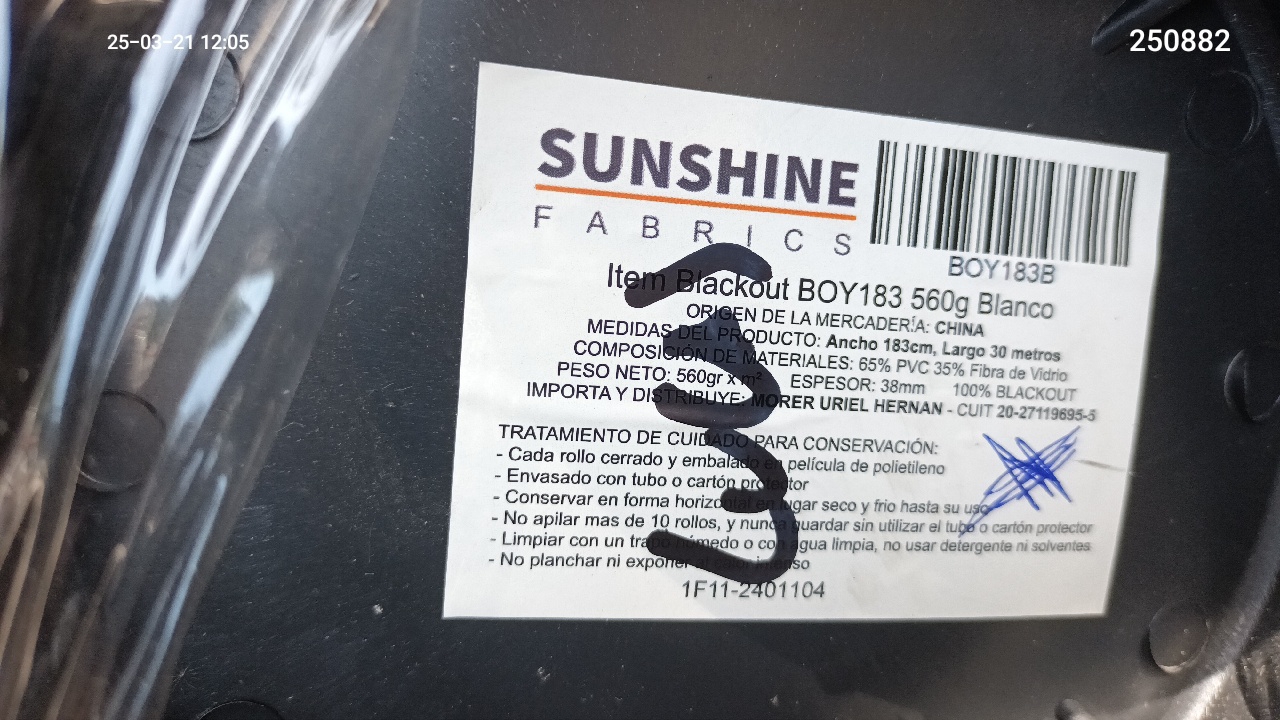 25-03-21 12:05
250882
SUNSHINE
FABRICS
BOY183B
Item Blackout BOY183 560g Blanco
ORIGEN DE LA MERCADERÍA: CHINA
MEDIDAS DEL PRODUCTO: Ancho 183cm, Largo 30 metros
COMPOSICIÓN DE MATERIALES: 65% PVC 35% Fibra de Vidrio
PESO NETO: 560gr x m² ESPESOR: 38mm 100% BLACKOUT
IMPORTA Y DISTRIBUYE: MORER URIEL HERNAN - CUIT 20-27119695-5
TRATAMIENTO DE CUIDADO PARA CONSERVACIÓN:
- Cada rollo cerrado y embalado en película de polietileno
- Envasado con tubo o cartón protector
- Conservar en forma horizontal en lugar seco y frio hasta su uso
- No apilar mas de 10 rollos, y nunca guardar sin utilizar el tubo o cartón protector
- Limpiar con un trapo húmedo o con agua limpia, no usar detergente ni solventes
- No planchar ni exponer
1F11-2401104